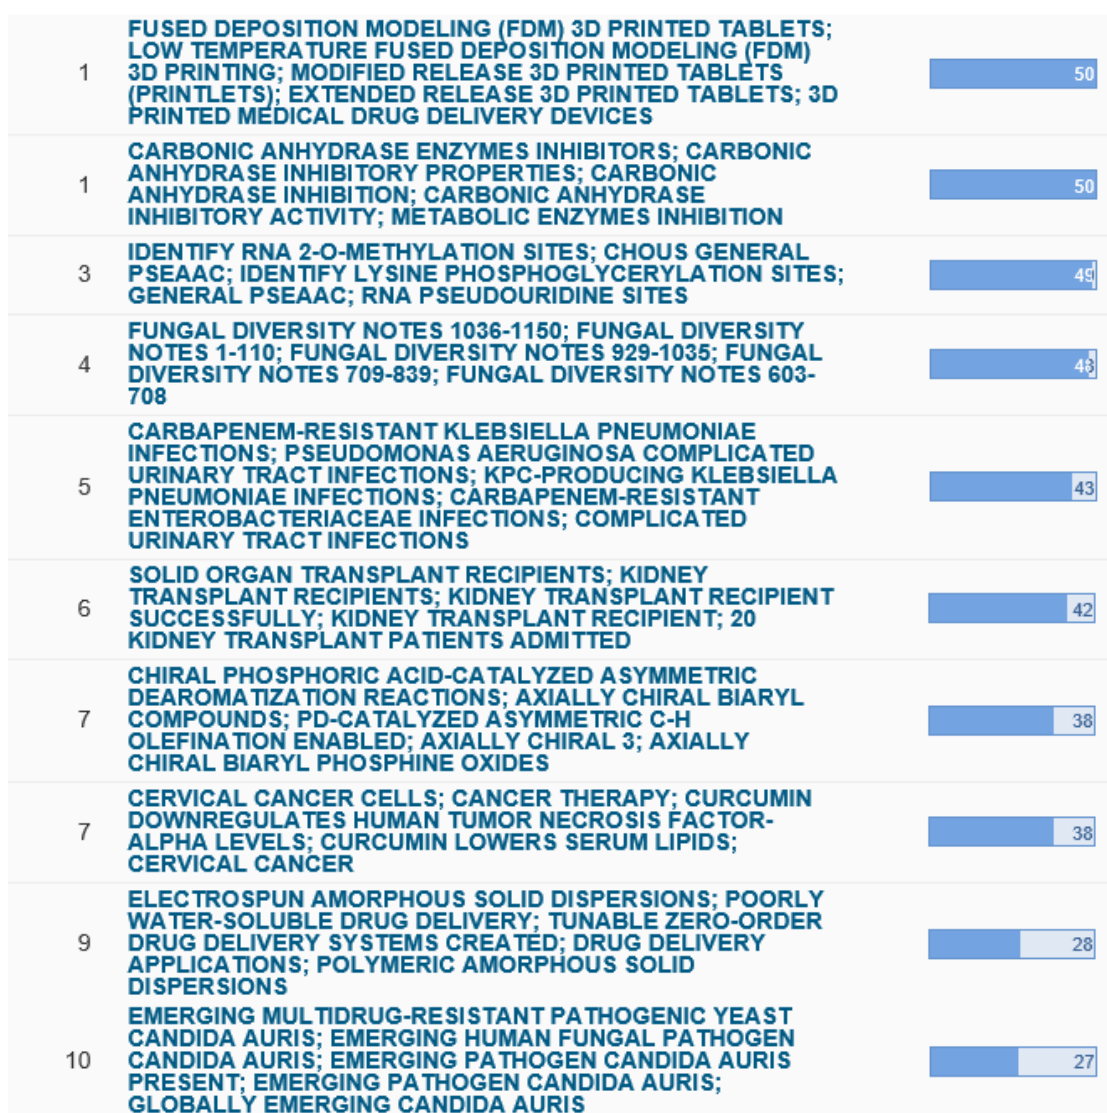 FUSED DEPOSITION MODELING (FDM) 3D PRINTED TABLETS;
LOW TEMPERATURE FUSED DEPOSITION MODELING (FDM)
1 3D PRINTING; MODIFIED RELEASE 3D PRINTED TABLETS 50
(PRINTLETS); EXTENDED RELEASE 3D PRINTED TABLETS; 3D
PRINTED MEDICAL DRUG DELIVERY DEVICES
CARBONIC ANHYDRASE ENZYMES INHIBITORS; CARBONIC
ANHYDRASE INHIBITORY PROPERTIES; CARBONIC
1 ANHYDRASE INHIBITION; CARBONIC ANHYDRASE 50
INHIBITORY ACTIVITY; METABOLIC ENZYMES INHIBITION
IDENTIFY RNA 2-O-METHYLATION SITES; CHOUS GENERAL
3 PSEAAC; IDENTIFY LYSINE PHOSPHOGLYCERYLATION SITES; 49
GENERAL PSEAAC; RNA PSEUDOURIDINE SITES
FUNGAL DIVERSITY NOTES 1036-1150; FUNGAL DIVERSITY
NOTES 1-110; FUNGAL DIVERSITY NOTES 929-1035; FUNGAL
4 DIVERSITY NOTES 709-839; FUNGAL DIVERSITY NOTES 603- 48
708
CARBAPENEM-RESISTANT KLEBSIELLA PNEUMONIAE
INFECTIONS; PSEUDOMONAS AERUGINOSA COMPLICATED
URINARY TRACT INFECTIONS; KPC-PRODUCING KLEBSIELLA
5 PNEUMONIAE INFECTIONS; CARBAPENEM-RESISTANT 43
ENTEROBACTERIACEAE INFECTIONS; COMPLICATED
URINARY TRACT INFECTIONS
SOLID ORGAN TRANSPLANT RECIPIENTS; KIDNEY
TRANSPLANT RECIPIENTS; KIDNEY TRANSPLANT RECIPIENT
6 SUCCESSFULLY; KIDNEY TRANSPLANT RECIPIENT; 20 42
KIDNEY TRANSPLANT PATIENTS ADMITTED
CHIRAL PHOSPHORIC ACID-CATALYZED ASYMMETRIC
DEAROMATIZATION REACTIONS; AXIALLY CHIRAL BIARYL
7 COMPOUNDS; PD-CATALYZED ASYMMETRIC C-H 38
OLEFINATION ENABLED; AXIALLY CHIRAL 3; AXIALLY
CHIRAL BIARYL PHOSPHINE OXIDES
CERVICAL CANCER CELLS; CANCER THERAPY; CURCUMIN
DOWNREGULATES HUMAN TUMOR NECROSIS FACTOR-
7 ALPHA LEVELS; CURCUMIN LOWERS SERUM LIPIDS; 38
CERVICAL CANCER
ELECTROSPUN AMORPHOUS SOLID DISPERSIONS; POORLY
WATER-SOLUBLE DRUG DELIVERY; TUNABLE ZERO-ORDER
9 DRUG DELIVERY SYSTEMS CREATED; DRUG DELIVERY 28
APPLICATIONS; POLYMERIC AMORPHOUS SOLID
DISPERSIONS
EMERGING MULTIDRUG-RESISTANT PATHOGENIC YEAST
CANDIDA AURIS; EMERGING HUMAN FUNGAL PATHOGEN
10 CANDIDA AURIS; EMERGING PATHOGEN CANDIDA AURIS 27
PRESENT; EMERGING PATHOGEN CANDIDA AURIS;
GLOBALLY EMERGING CANDIDA AURIS